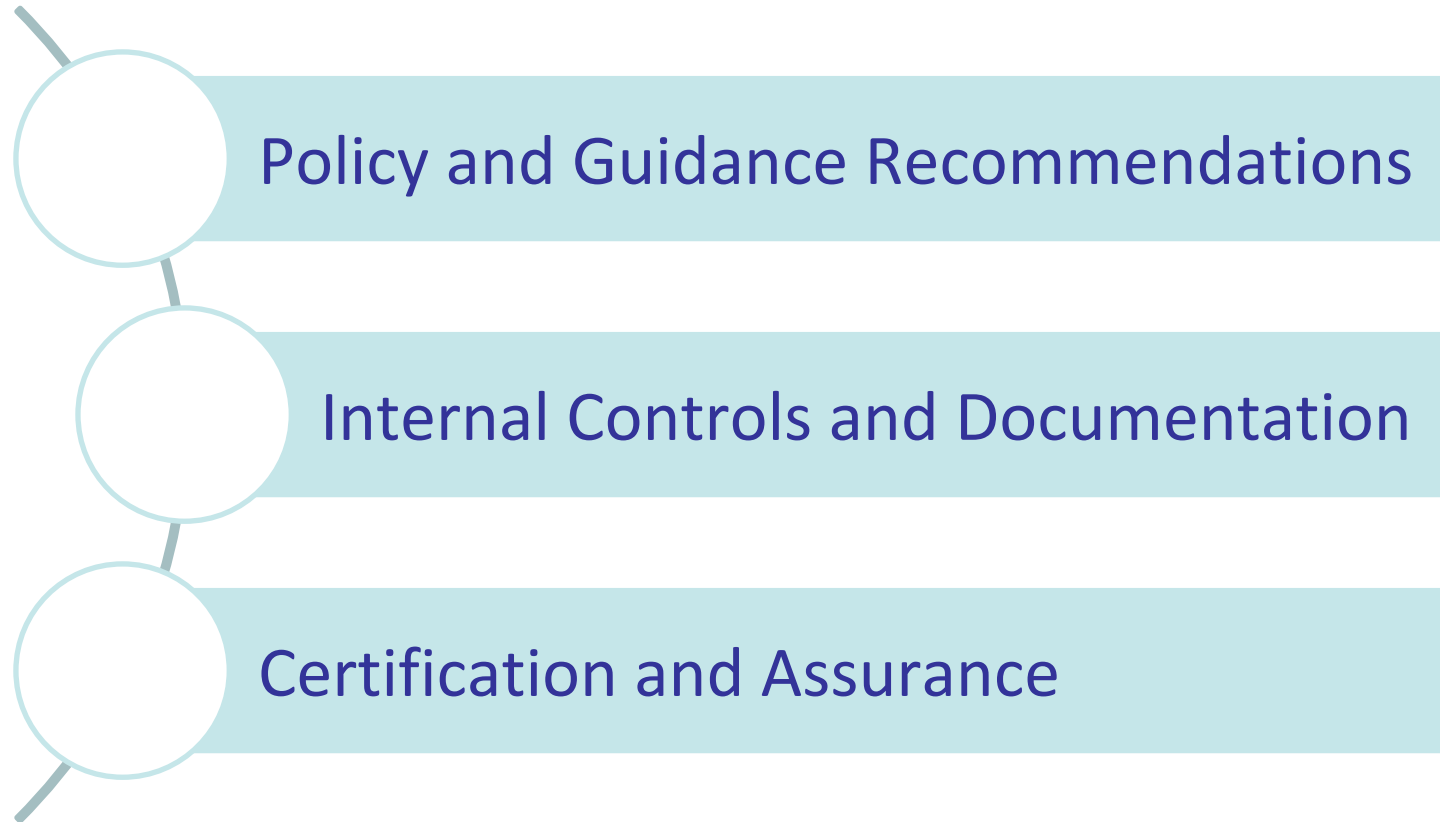 Policy and Guidance Recommendations
Internal Controls and Documentation
Certification and Assurance